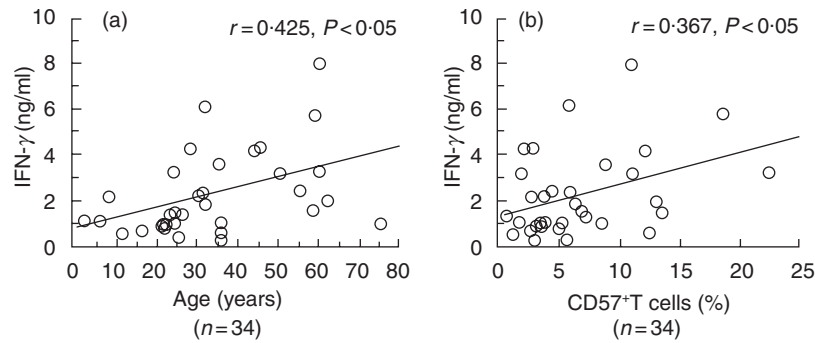 (a)
r=0·425, P<0·05
IFN-γ (ng/ml)
10
8
6
4
2
0
0 10 20 30 40 50 60 70 80
Age (years)
(n=34)
(b)
r=0·367, P<0·05
IFN-γ (ng/ml)
10
8
6
4
2
0
0 5 10 15 20 25
CD57⁺T cells (%)
(n=34)